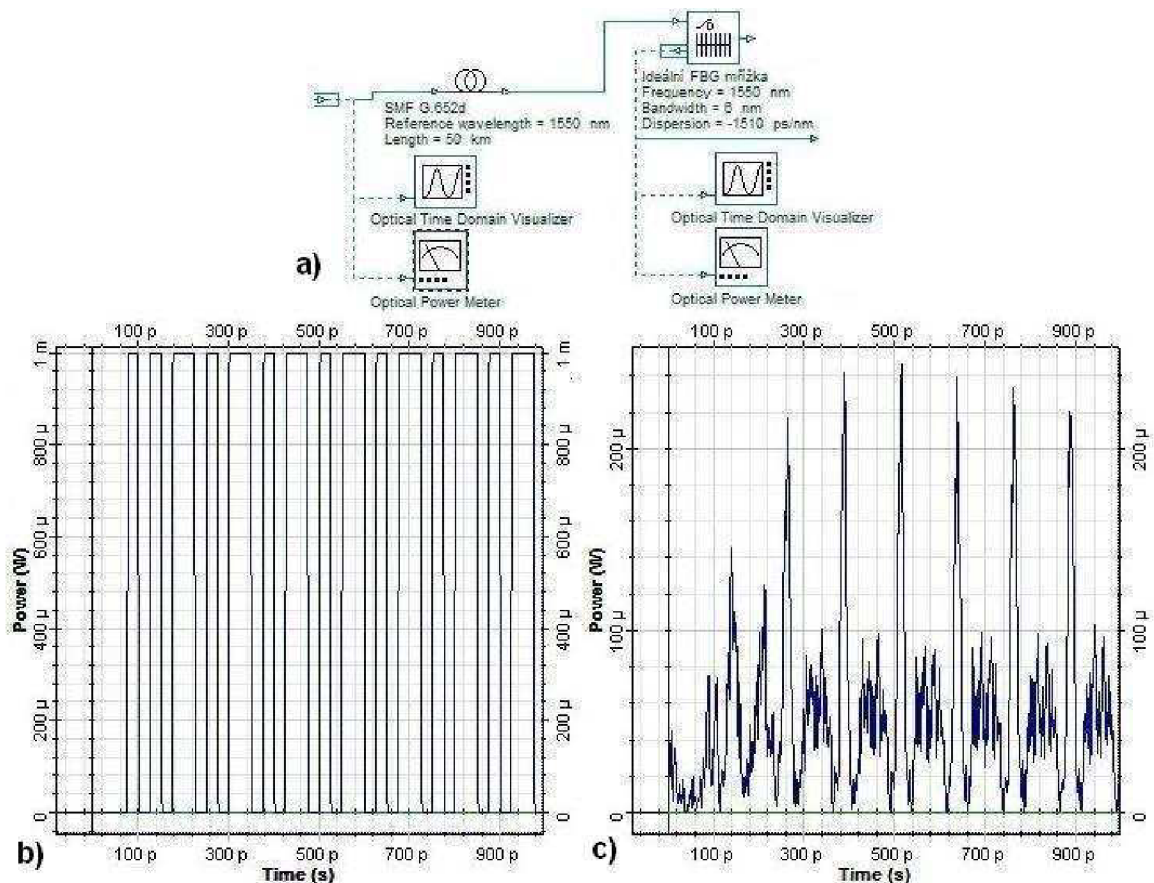 Ideální FBG mřížka
Frequency = 1550 nm
Bandwidth = 6 nm
Dispersion = -1510 ps/nm
SMF G.652d
Reference wavelength = 1550 nm
Length = 50 km
Optical Time Domain Visualizer
Optical Time Domain Visualizer
a)
Optical Power Meter
Optical Power Meter
100 p 300 p 500 p 700 p 900 p
100 p 300 p 500 p 700 p 900 p
1 m
800 µ
600 µ
400 µ
200 µ
0
Power (W)
1 m
800 µ
600 µ
400 µ
200 µ
0
200 µ
100 µ
0
Power (W)
200 µ
100 µ
0
b)
100 p 300 p 500 p 700 p 900 p
Time (s)
c)
100 p 300 p 500 p 700 p 900 p
Time (s)